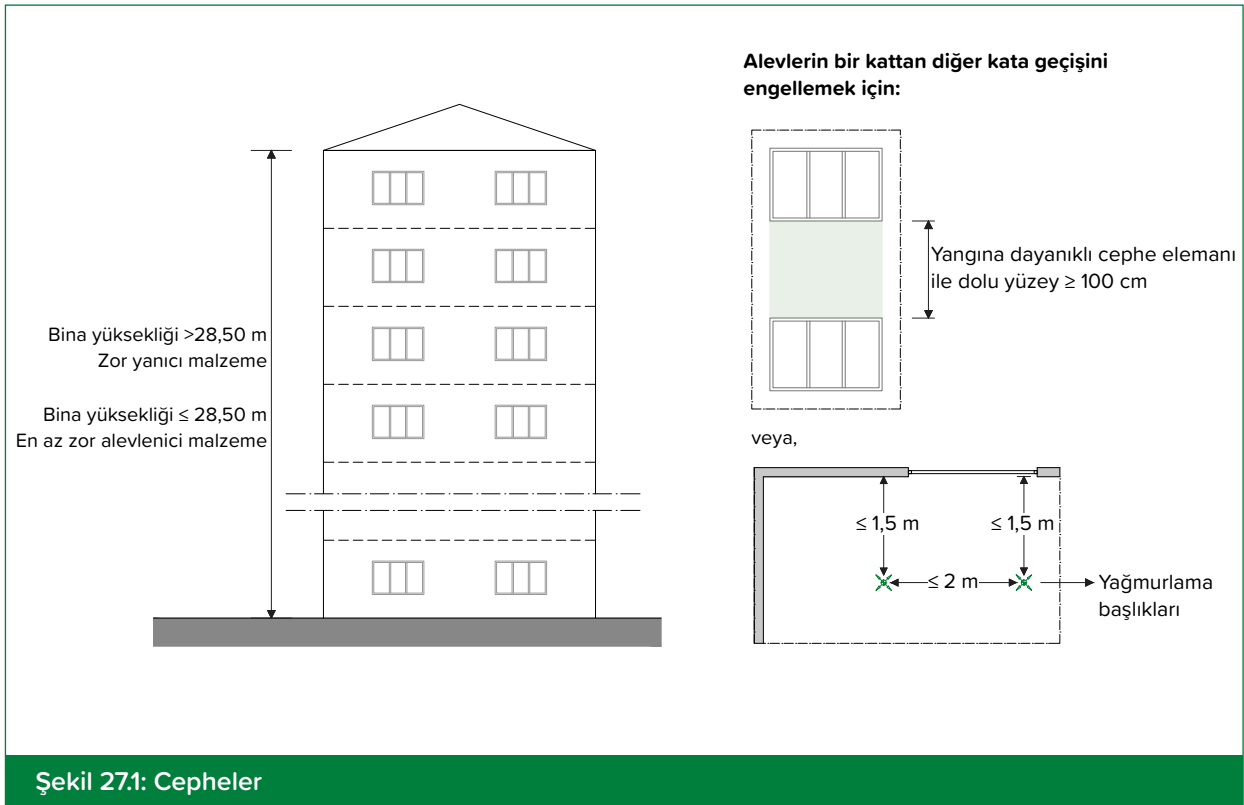 Alevlerin bir kattan diğer kata geçişini
engellemek için:
Bina yüksekliği >28,50 m
Zor yanıcı malzeme
Bina yüksekliği ≤ 28,50 m
En az zor alevlenici malzeme
Yangına dayanıklı cephe elemanı
ile dolu yüzey ≥ 100 cm
veya,
≤ 1,5 m
≤ 1,5 m
≤ 2 m
Yağmurlama
başlıkları
Şekil 27.1: Cepheler